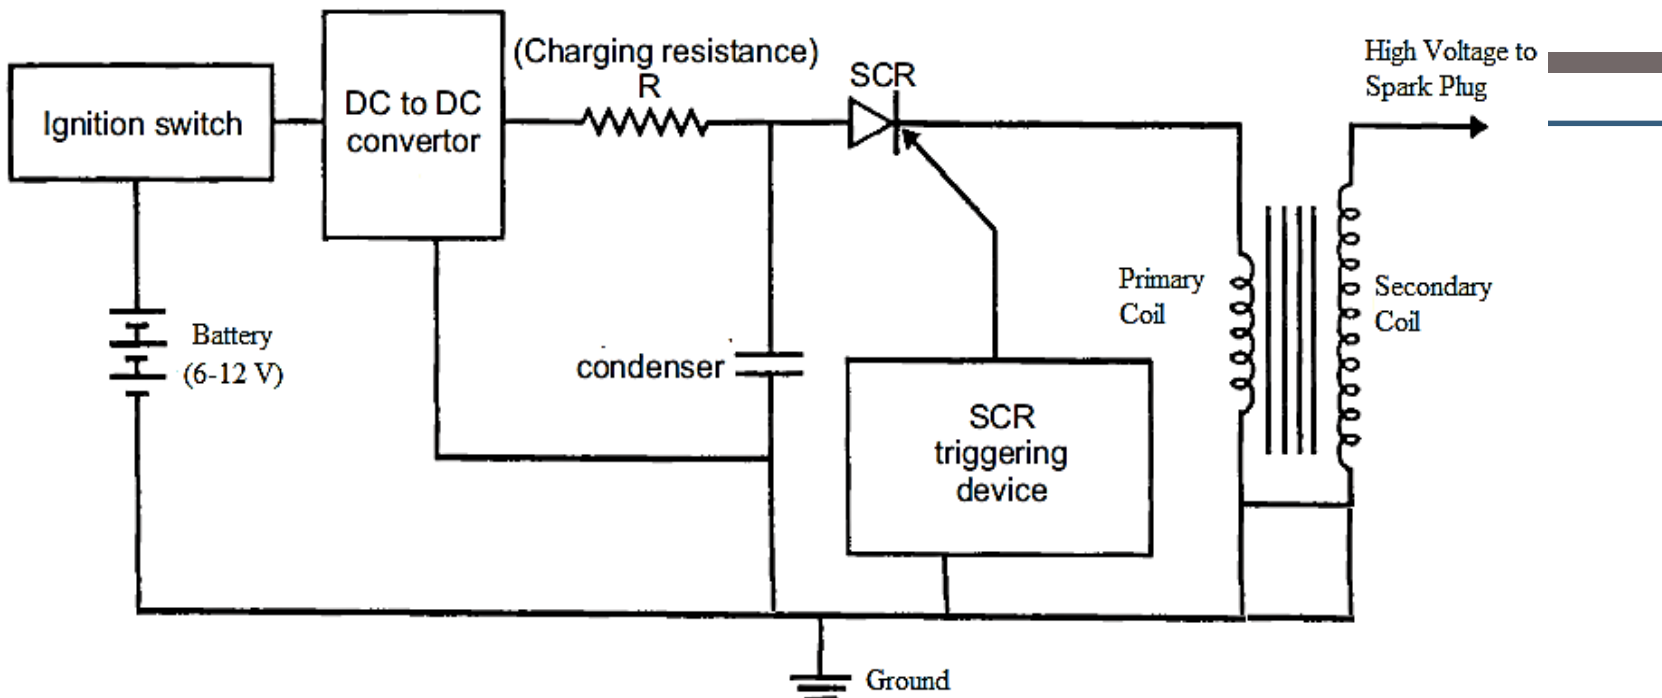 High Voltage to
Spark Plug
(Charging resistance)
R
SCR
Ignition switch
DC to DC
convertor
Primary
Coil
Secondary
Coil
Battery
(6-12 V)
condenser
SCR
triggering
device
Ground